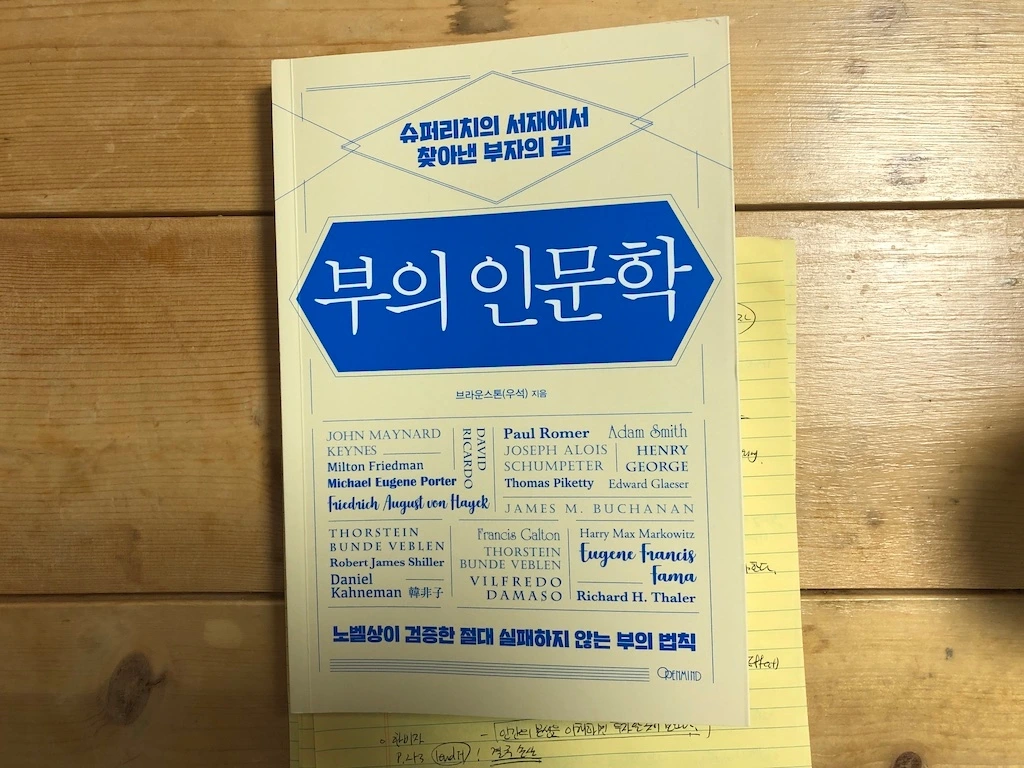 슈퍼리치의 서재에서
찾아낸 부자의 길
부의 인문학
브라운스톤(우석) 지음
JOHN MAYNARD
KEYNES
Milton Friedman
Michael Eugene Porter
Friedrich August von Hayek
DAVID
RICARDO
Paul Romer
Adam Smith
JOSEPH ALOIS
SCHUMPETER
HENRY
GEORGE
Thomas Piketty
Edward Glaeser
JAMES M. BUCHANAN
THORSTEIN
BUNDE VEBLEN
Robert James Shiller
Daniel
Kahneman 韓非子
Francis Galton
THORSTEIN
BUNDE VEBLEN
VILFREDO
DAMASO
Harry Max Markowitz
Eugene Francis
Fama
Richard H. Thaler
노벨상이 검증한 절대 실패하지 않는 부의 법칙
OPENMIND
한비자